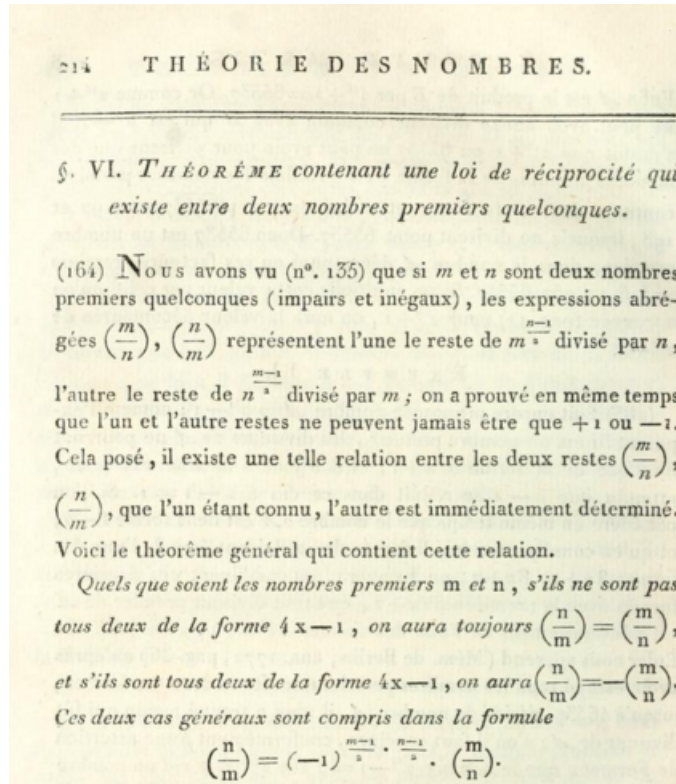 214 THÉORIE DES NOMBRES.
§. VI. THÉORÊME contenant une loi de réciprocité qui
existe entre deux nombres premiers quelconques.
(164) Nous avons vu (n°. 135) que si m et n sont deux nombres
premiers quelconques (impairs et inégaux), les expressions abré-
gées (m/n), (n/m) représentent l'une le reste de m^((n−1)/2) divisé par n,
l'autre le reste de n^((m−1)/2) divisé par m; on a prouvé en même temps
que l'un et l'autre restes ne peuvent jamais être que +1 ou −1.
Cela posé, il existe une telle relation entre les deux restes (m/n),
(n/m), que l'un étant connu, l'autre est immédiatement déterminé.
Voici le théorême général qui contient cette relation.
Quels que soient les nombres premiers m et n, s'ils ne sont pas
tous deux de la forme 4x−1, on aura toujours (n/m)=(m/n),
et s'ils sont tous deux de la forme 4x−1, on aura (n/m)=−(m/n).
Ces deux cas généraux sont compris dans la formule
(n/m)=(−1)^((m−1)/2 · (n−1)/2) · (m/n).